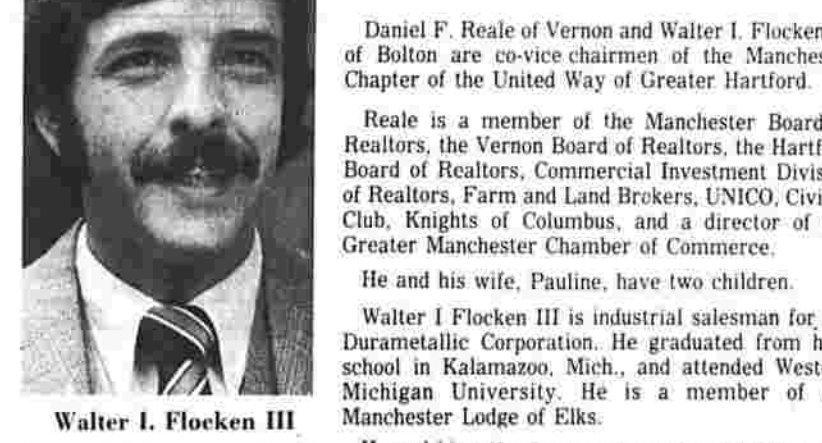 Daniel F. Reale of Vernon and Walter I. Flocken
of Bolton are co-vice chairmen of the Manches
Chapter of the United Way of Greater Hartford.
Reale is a member of the Manchester Board
Realtors, the Vernon Board of Realtors, the Hartf
Board of Realtors, Commercial Investment Divis
of Realtors, Farm and Land Brokers, UNICO, Civi
Club, Knights of Columbus, and a director of
Greater Manchester Chamber of Commerce.
He and his wife, Pauline, have two children.
Walter I Flocken III is industrial salesman for
Durametallic Corporation. He graduated from h
school in Kalamazoo, Mich., and attended West
Michigan University. He is a member of
Manchester Lodge of Elks.
Walter I. Flocken III